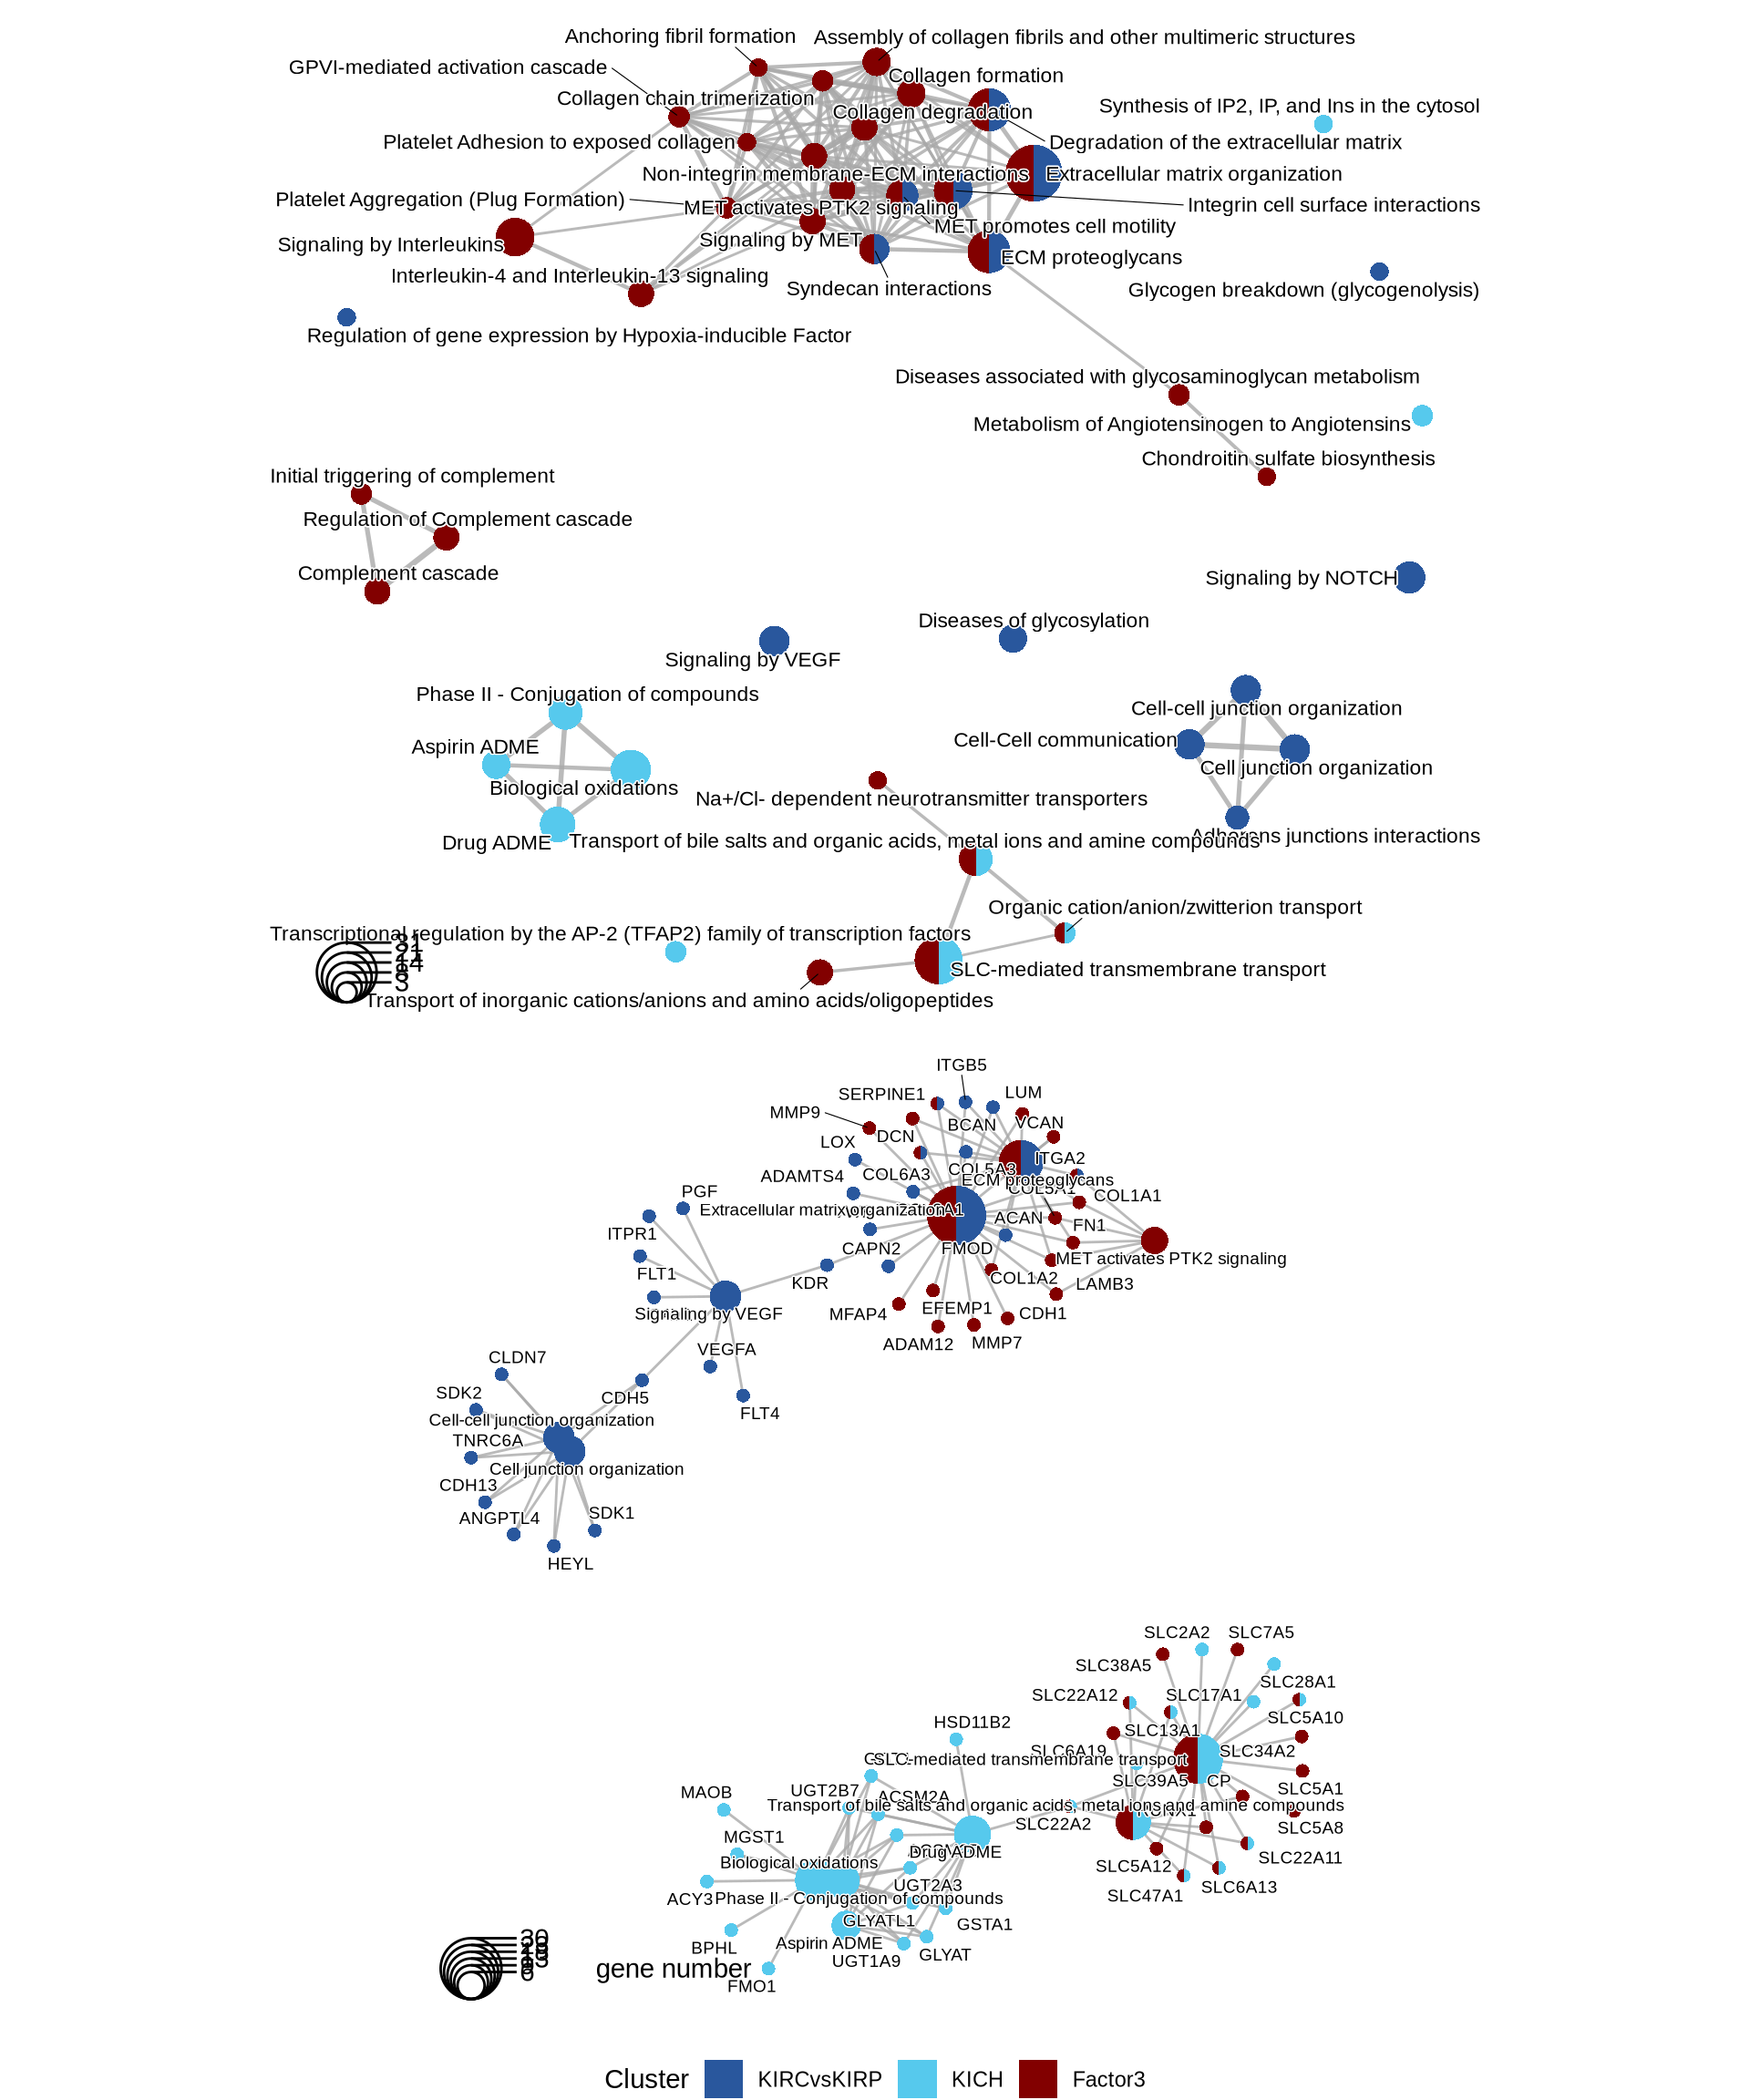 Anchoring fibril formation
Assembly of collagen fibrils and other multimeric structures
GPVI-mediated activation cascade
Collagen formation
Collagen chain trimerization
Synthesis of IP2, IP, and Ins in the cytosol
Collagen degradation
Platelet Adhesion to exposed collagen
Degradation of the extracellular matrix
Non-integrin membrane-ECM interactions
Extracellular matrix organization
Platelet Aggregation (Plug Formation)
MET activates PTK2 signaling
Integrin cell surface interactions
MET promotes cell motility
Signaling by Interleukins
Signaling by MET
ECM proteoglycans
Interleukin-4 and Interleukin-13 signaling
Syndecan interactions
Glycogen breakdown (glycogenolysis)
Regulation of gene expression by Hypoxia-inducible Factor
Diseases associated with glycosaminoglycan metabolism
Metabolism of Angiotensinogen to Angiotensins
Chondroitin sulfate biosynthesis
Initial triggering of complement
Regulation of Complement cascade
Complement cascade
Signaling by NOTCH
Diseases of glycosylation
Signaling by VEGF
Phase II - Conjugation of compounds
Cell-cell junction organization
Aspirin ADME
Cell-Cell communication
Cell junction organization
Biological oxidations
Na+/Cl- dependent neurotransmitter transporters
Drug ADME
Transport of bile salts and organic acids, metal ions and amine compounds
Adherens junctions interactions
Organic cation/anion/zwitterion transport
Transcriptional regulation by the AP-2 (TFAP2) family of transcription factors
31
21
14
8
3
SLC-mediated transmembrane transport
Transport of inorganic cations/anions and amino acids/oligopeptides
ITGB5
SERPINE1
LUM
MMP9
BCAN
VCAN
DCN
LOX
ITGA2
COL5A3
ADAMTS4
COL6A3
ECM proteoglycans
COL5A1
COL1A1
PGF
Extracellular matrix organization
ACAN
FN1
ITPR1
CAPN2
FMOD
MET activates PTK2 signaling
FLT1
KDR
COL1A2
LAMB3
Signaling by VEGF
MFAP4
EFEMP1
CDH1
ADAM12
MMP7
VEGFA
CLDN7
SDK2
CDH5
FLT4
Cell-cell junction organization
TNRC6A
Cell junction organization
CDH13
ANGPTL4
SDK1
HEYL
SLC2A2
SLC7A5
SLC38A5
SLC28A1
SLC22A12
SLC17A1
SLC5A10
HSD11B2
SLC13A1
SLC6A19
SLC34A2
SLC-mediated transmembrane transport
SLC39A5
CP
SLC5A1
MAOB
UGT2B7
ACSM2A
Transport of bile salts and organic acids, metal ions and amine compounds
SLC22A2
SLC5A8
MGST1
Drug ADME
SLC22A11
Biological oxidations
SLC5A12
UGT2A3
SLC6A13
ACY3
Phase II - Conjugation of compounds
SLC47A1
GLYATL1
GSTA1
BPHL
Aspirin ADME
GLYAT
UGT1A9
30
gene number
FMO1
Cluster
KIRCvsKIRP
KICH
Factor3